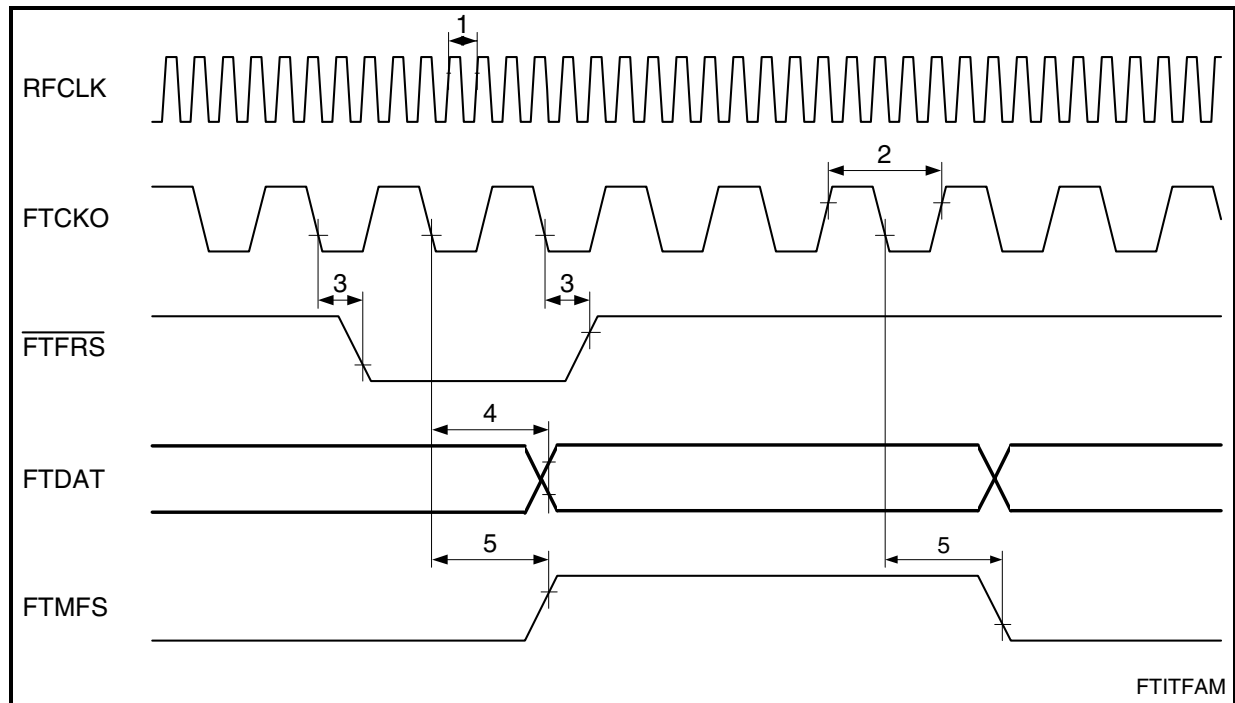 1
RFCLK
2
FTCKO
3 3
FTFRS
4
FTDAT
5 5
FTMFS
FTITFAM